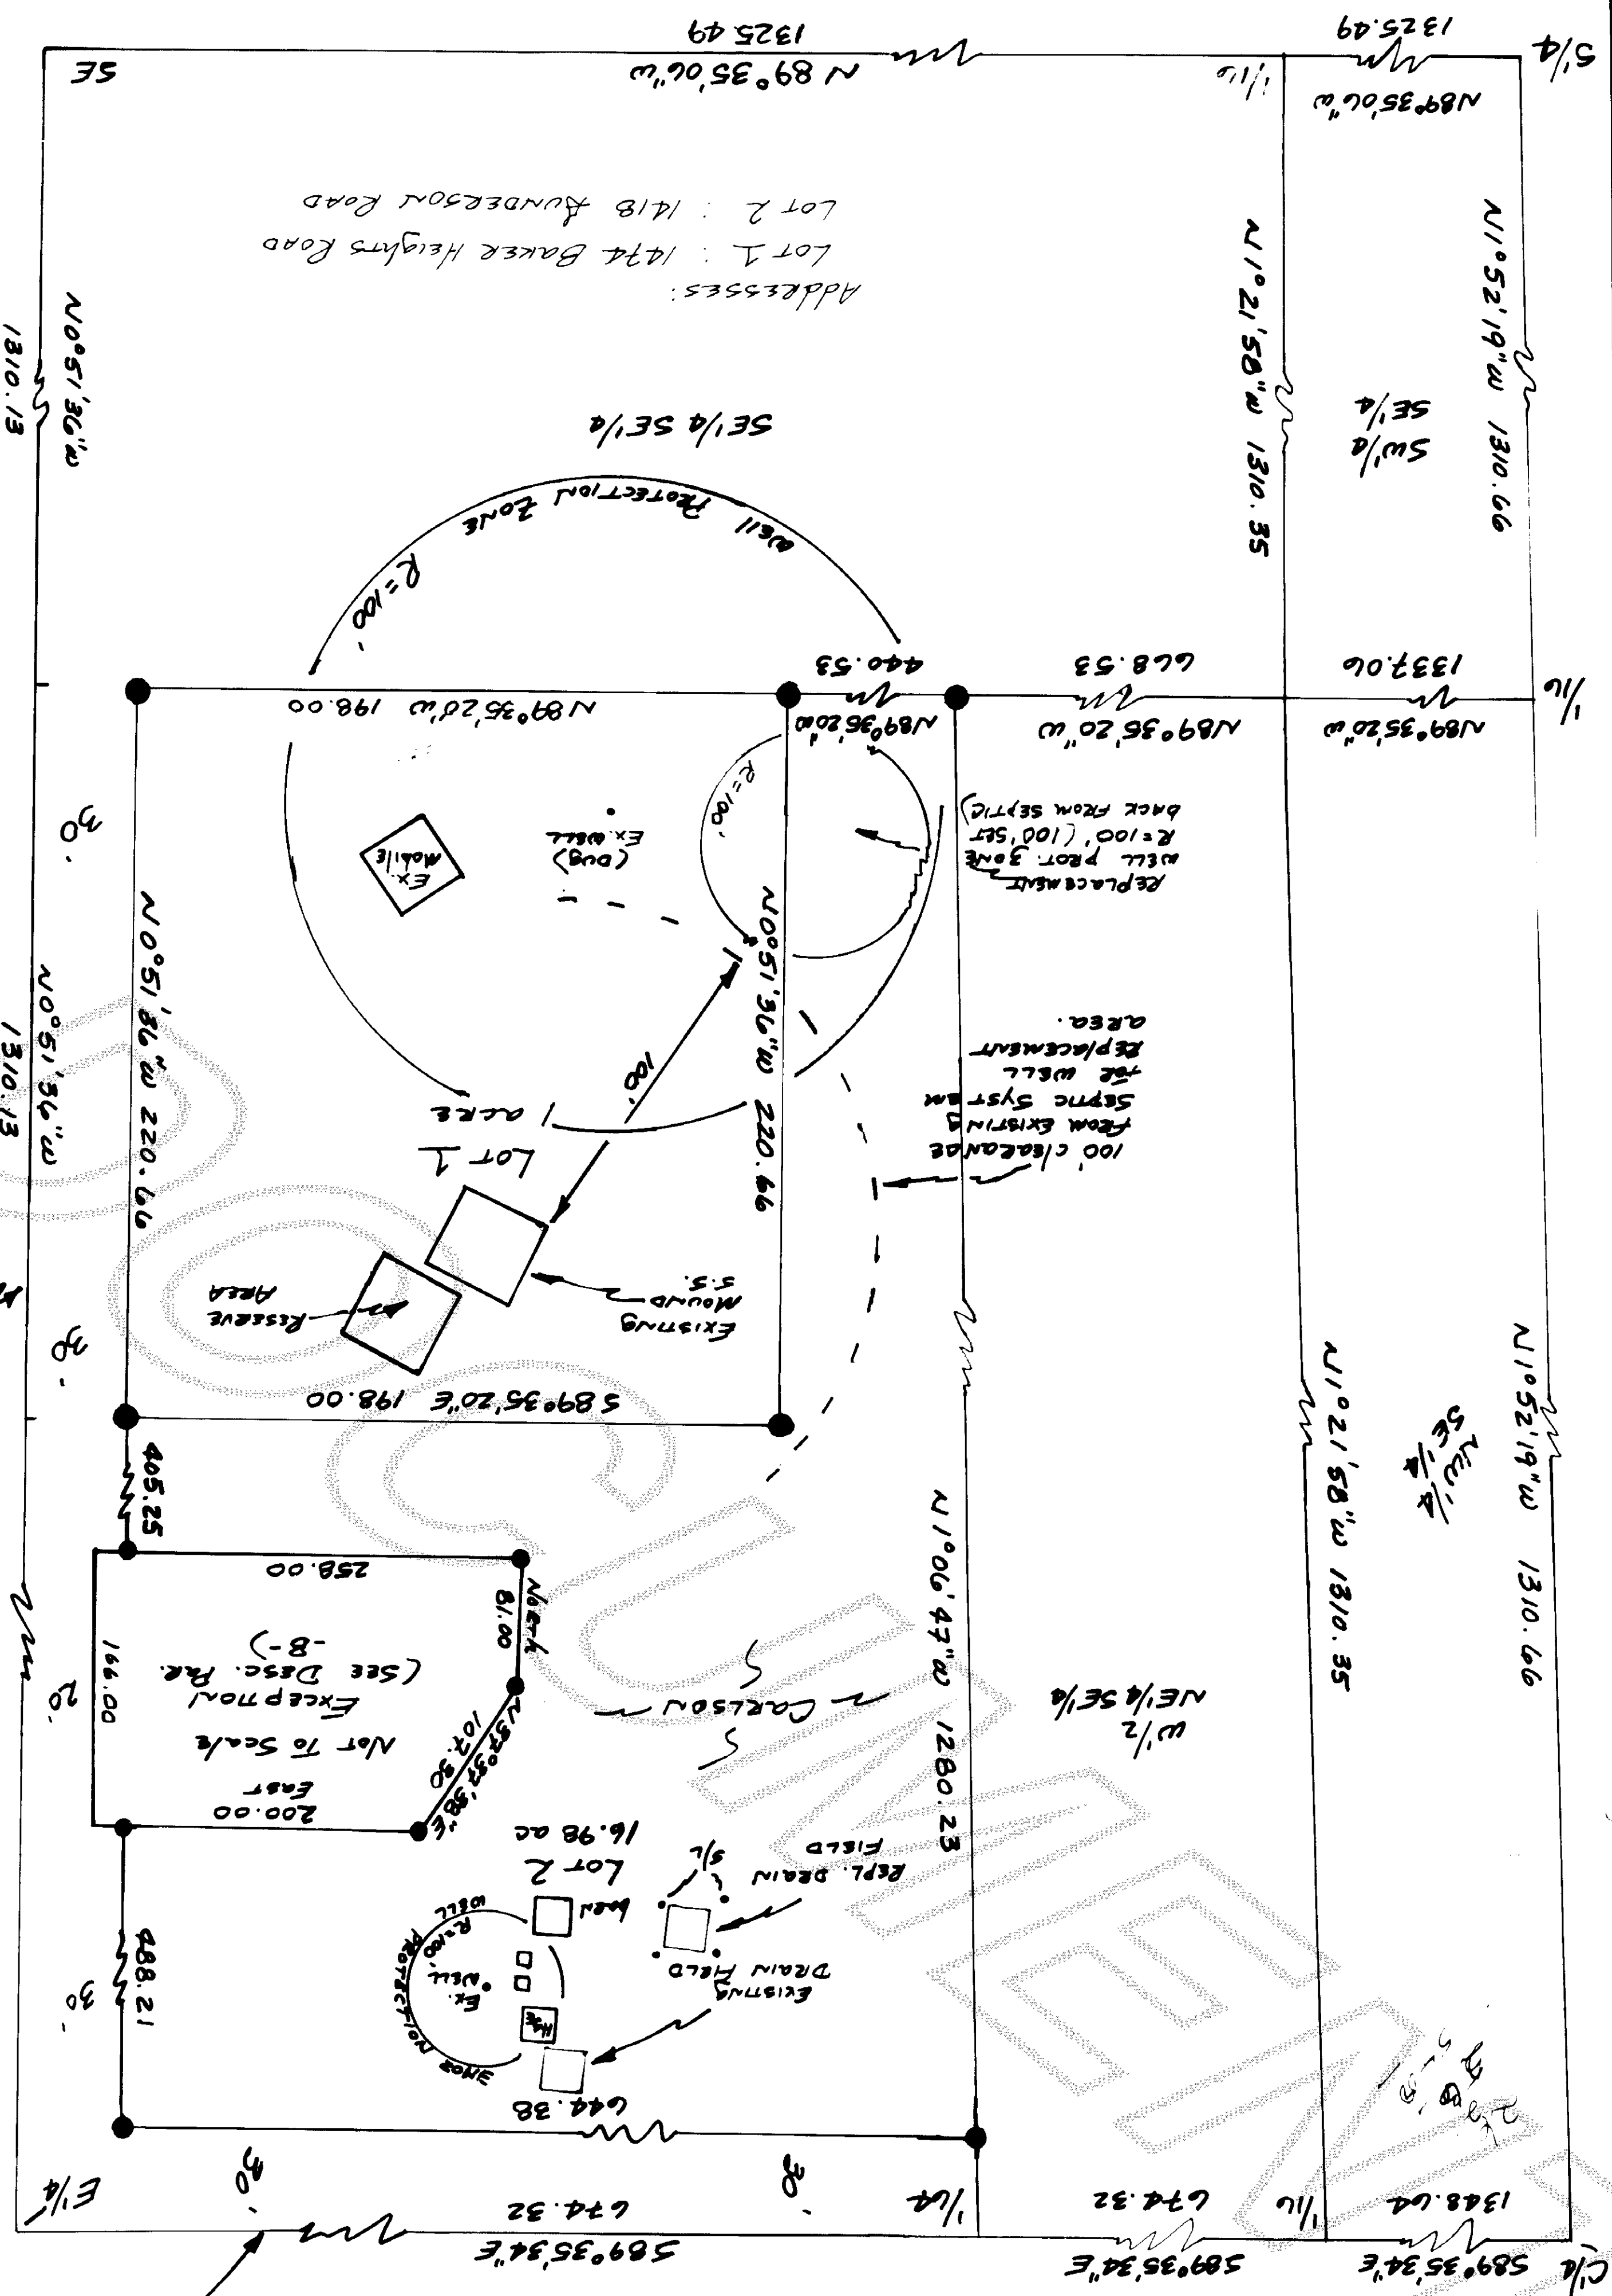 S/4
1325.49
N89°35'06"W
1/16
1325.49
N 89°35'06"W
SE
N1°52'19"W 1310.66
SW1/4
SE1/4
N1°21'58"W 1310.35
Addresses:
LOT 1 : 1474 BAKER HEIGHTS ROAD
LOT 2 : 1418 GUNDERSON ROAD
N0°51'36"W
1310.13
SE1/4 SE1/4
WELL PROTECTION ZONE
R=100'
1/16
1337.06
N89°35'20"W
668.53
N89°35'20"W
440.53
N89°35'20"W
N89°35'20"W 198.00
30'
REPLACEMENT
WELL PROT. ZONE
R=100' (100' SET
BACK FROM SEPTIC)
R=100'
EX. WELL
(DUG)
EX.
MOBILE
N0°51'36"W 220.66
N0°51'36"W 220.66
N0°51'36"W
1310.13
100' CLEARANCE
FROM EXISTING
SEPTIC SYSTEM
FOR WELL
REPLACEMENT
AREA.
100'
LOT 1
1 ACRE
EXISTING
MOUND
S.S.
RESERVE
AREA
30'
S89°35'20"E 198.00
405.25
258.00
NORTH
81.00
N37°37'38"E
107.30
166.00
20'
200.00
EAST
NOT TO SCALE
EXCEPTION
(SEE DESC. PAR.
-B-)
CARLSON
N1°06'47"W 1280.23
W1/2
NE1/4 SE1/4
N1°21'58"W 1310.35
NW1/4
SE1/4
N1°52'19"W 1310.66
LOT 2
16.98 AC
S/L
REPL. DRAIN
FIELD
EXISTING
DRAIN FIELD
BARN
HSE
EX.
WELL
R=100'
WELL
PROTECTION
ZONE
488.21
30'
644.38
30'
30'
E1/4
674.32
S89°35'34"E
1/64
674.32
S89°35'34"E
1/16
1348.64
S89°35'34"E
C/4
DOCUMENT